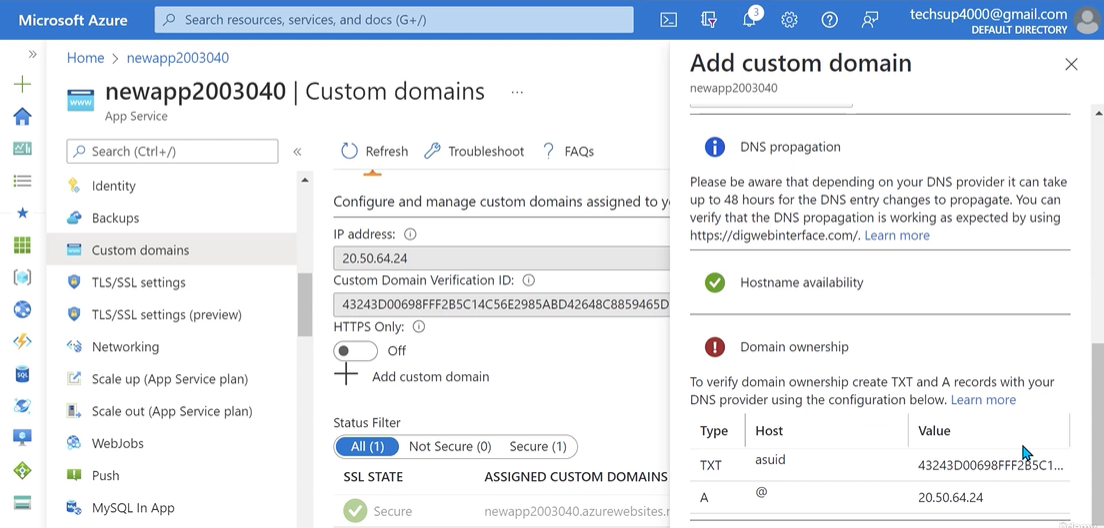 Microsoft Azure
Search resources, services, and docs (G+/)
3
techsup4000@gmail.com
DEFAULT DIRECTORY
Home > newapp2003040
newapp2003040 | Custom domains ...
App Service
Search (Ctrl+/)
Identity
Backups
Custom domains
TLS/SSL settings
TLS/SSL settings (preview)
Networking
Scale up (App Service plan)
Scale out (App Service plan)
WebJobs
Push
MySQL In App
Refresh
Troubleshoot
FAQs
Configure and manage custom domains assigned to
IP address:
20.50.64.24
Custom Domain Verification ID:
43243D00698FFF2B5C14C56E2985ABD42648C8859465D
HTTPS Only:
Off
Add custom domain
Status Filter
All (1) Not Secure (0) Secure (1)
SSL STATE ASSIGNED CUSTOM DOMAINS
Secure newapp2003040.azurewebsites.
Add custom domain
newapp2003040
DNS propagation
Please be aware that depending on your DNS provider it can take
up to 48 hours for the DNS entry changes to propagate. You can
verify that the DNS propagation is working as expected by using
https://digwebinterface.com/. Learn more
Hostname availability
Domain ownership
To verify domain ownership create TXT and A records with your
DNS provider using the configuration below. Learn more
Type Host Value
TXT asuid 43243D00698FFF2B5C1...
A @ 20.50.64.24